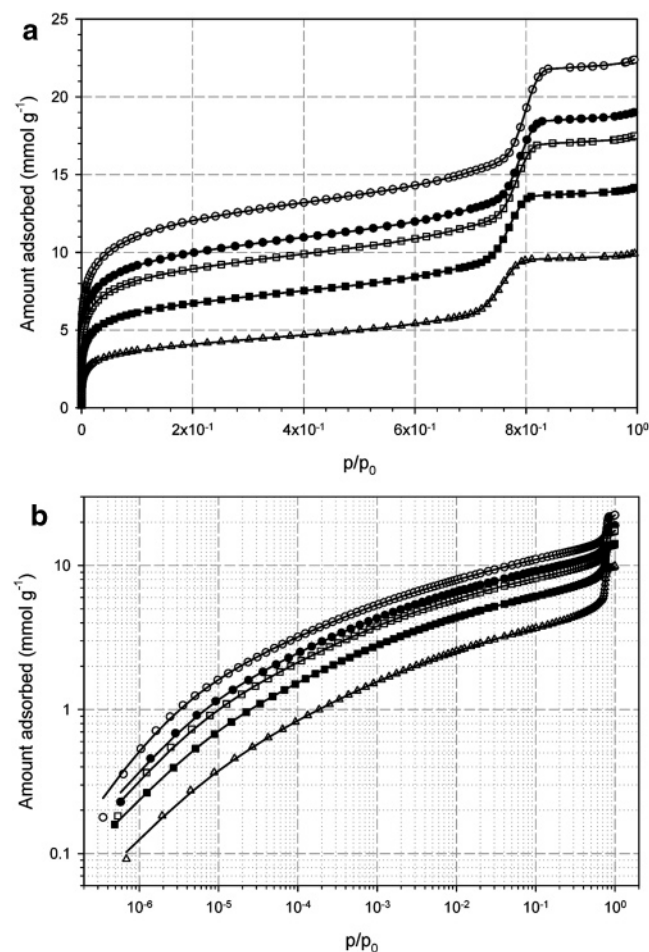 a
25
20
15
10
5
0
Amount adsorbed (mmol g⁻¹)
0 2x10⁻¹ 4x10⁻¹ 6x10⁻¹ 8x10⁻¹ 10⁰
p/p₀
b
10
1
0.1
Amount adsorbed (mmol g⁻¹)
10⁻⁶ 10⁻⁵ 10⁻⁴ 10⁻³ 10⁻² 10⁻¹ 10⁰
p/p₀